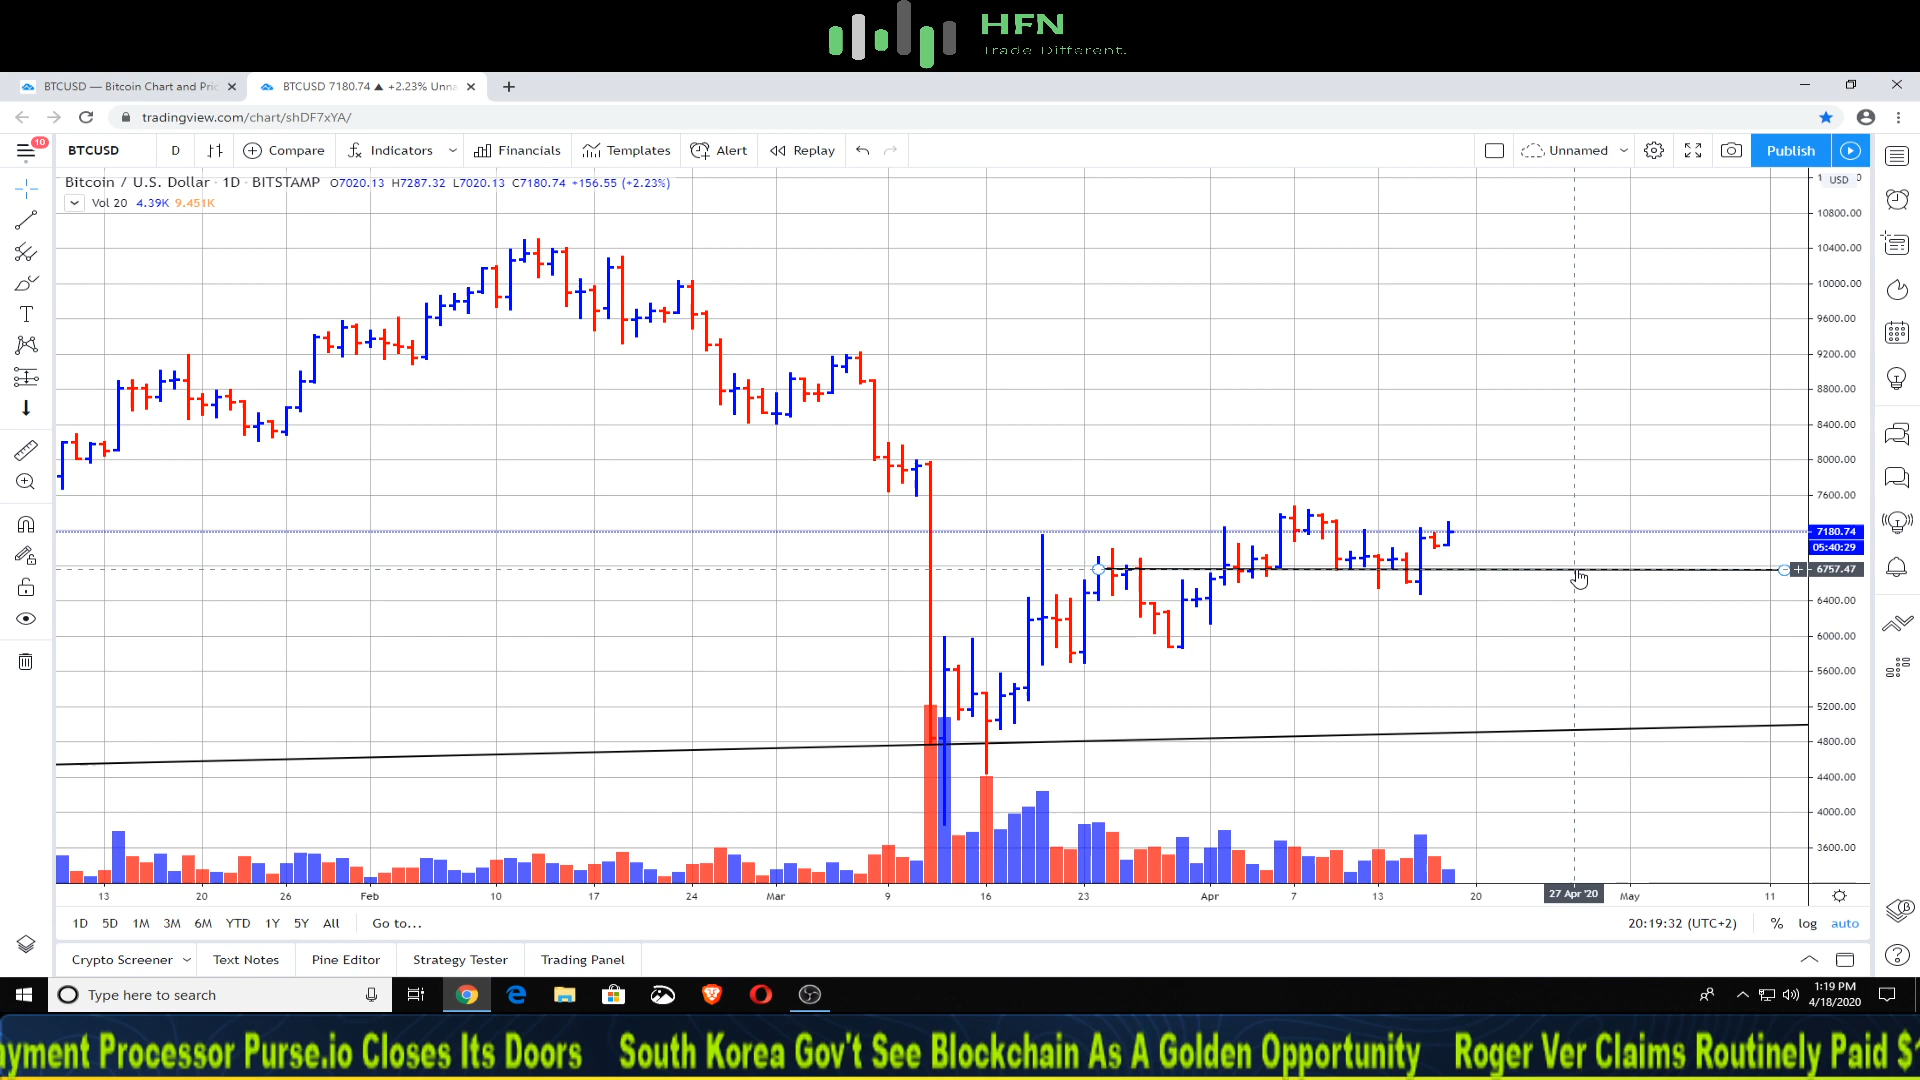 HFN
Trade Different.
BTCUSD — Bitcoin Chart and Pric
BTCUSD 7180.74 ▲ +2.23% Unna
tradingview.com/chart/shDF7xYA/
10
BTCUSD D Compare Indicators Financials Templates Alert Replay Unnamed Publish
Bitcoin / U.S. Dollar · 1D · BITSTAMP O7020.13 H7287.32 L7020.13 C7180.74 +156.55 (+2.23%)
Vol 20 4.39K 9.451K
USD
10800.00
10400.00
10000.00
9600.00
9200.00
8800.00
8400.00
8000.00
7600.00
7180.74
05:40:29
6757.47
6400.00
6000.00
5600.00
5200.00
4800.00
4400.00
4000.00
3600.00
13 20 26 Feb 10 17 24 Mar 9 16 23 Apr 7 13 20 27 Apr '20 May 11
1D 5D 1M 3M 6M YTD 1Y 5Y All Go to... 20:19:32 (UTC+2) % log auto
Crypto Screener Text Notes Pine Editor Strategy Tester Trading Panel
Type here to search
1:19 PM
4/18/2020
ayment Processor Purse.io Closes Its Doors South Korea Gov't See Blockchain As A Golden Opportunity Roger Ver Claims Routinely Paid $